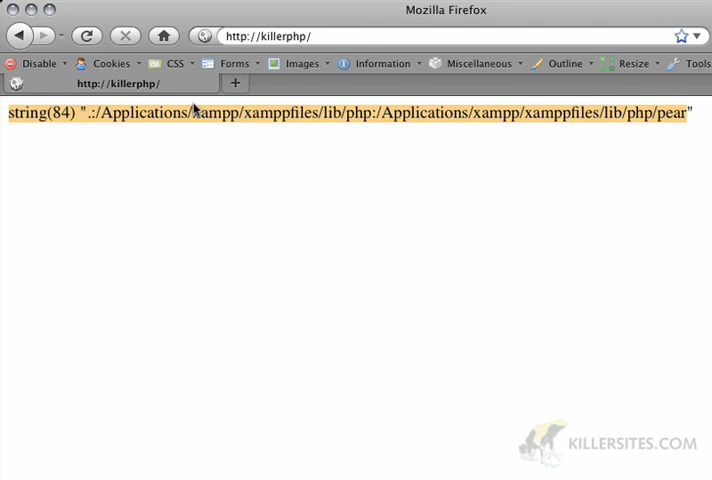 Mozilla Firefox
http://killerphp/
Disable Cookies CSS Forms Images Information Miscellaneous Outline Resize Tools
http://killerphp/
string(84) ".:/Applications/xampp/xamppfiles/lib/php:/Applications/xampp/xamppfiles/lib/php/pear"
KILLERSITES.COM